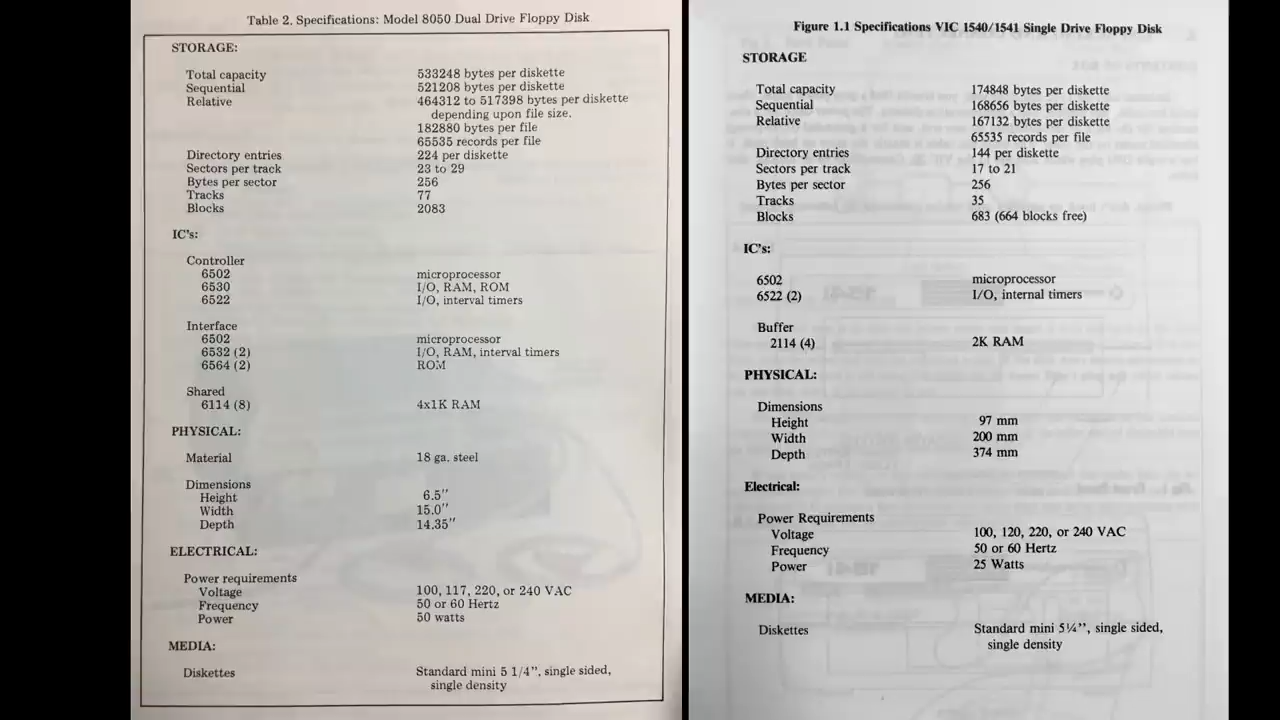 Table 2. Specifications: Model 8050 Dual Drive Floppy Disk
STORAGE:
Total capacity 533248 bytes per diskette
Sequential 521208 bytes per diskette
Relative 464312 to 517398 bytes per diskette
depending upon file size.
182880 bytes per file
65535 records per file
Directory entries 224 per diskette
Sectors per track 23 to 29
Bytes per sector 256
Tracks 77
Blocks 2083
IC's:
Controller
6502 microprocessor
6530 I/O, RAM, ROM
6522 I/O, interval timers
Interface
6502 microprocessor
6532 (2) I/O, RAM, interval timers
6564 (2) ROM
Shared
6114 (8) 4x1K RAM
PHYSICAL:
Material 18 ga. steel
Dimensions
Height 6.5"
Width 15.0"
Depth 14.35"
ELECTRICAL:
Power requirements
Voltage 100, 117, 220, or 240 VAC
Frequency 50 or 60 Hertz
Power 50 watts
MEDIA:
Diskettes Standard mini 5 1/4", single sided,
single density
Figure 1.1 Specifications VIC 1540/1541 Single Drive Floppy Disk
STORAGE
Total capacity 174848 bytes per diskette
Sequential 168656 bytes per diskette
Relative 167132 bytes per diskette
65535 records per file
Directory entries 144 per diskette
Sectors per track 17 to 21
Bytes per sector 256
Tracks 35
Blocks 683 (664 blocks free)
IC's:
6502 microprocessor
6522 (2) I/O, internal timers
Buffer
2114 (4) 2K RAM
PHYSICAL:
Dimensions
Height 97 mm
Width 200 mm
Depth 374 mm
Electrical:
Power Requirements
Voltage 100, 120, 220, or 240 VAC
Frequency 50 or 60 Hertz
Power 25 Watts
MEDIA:
Diskettes Standard mini 5¼", single sided,
single density